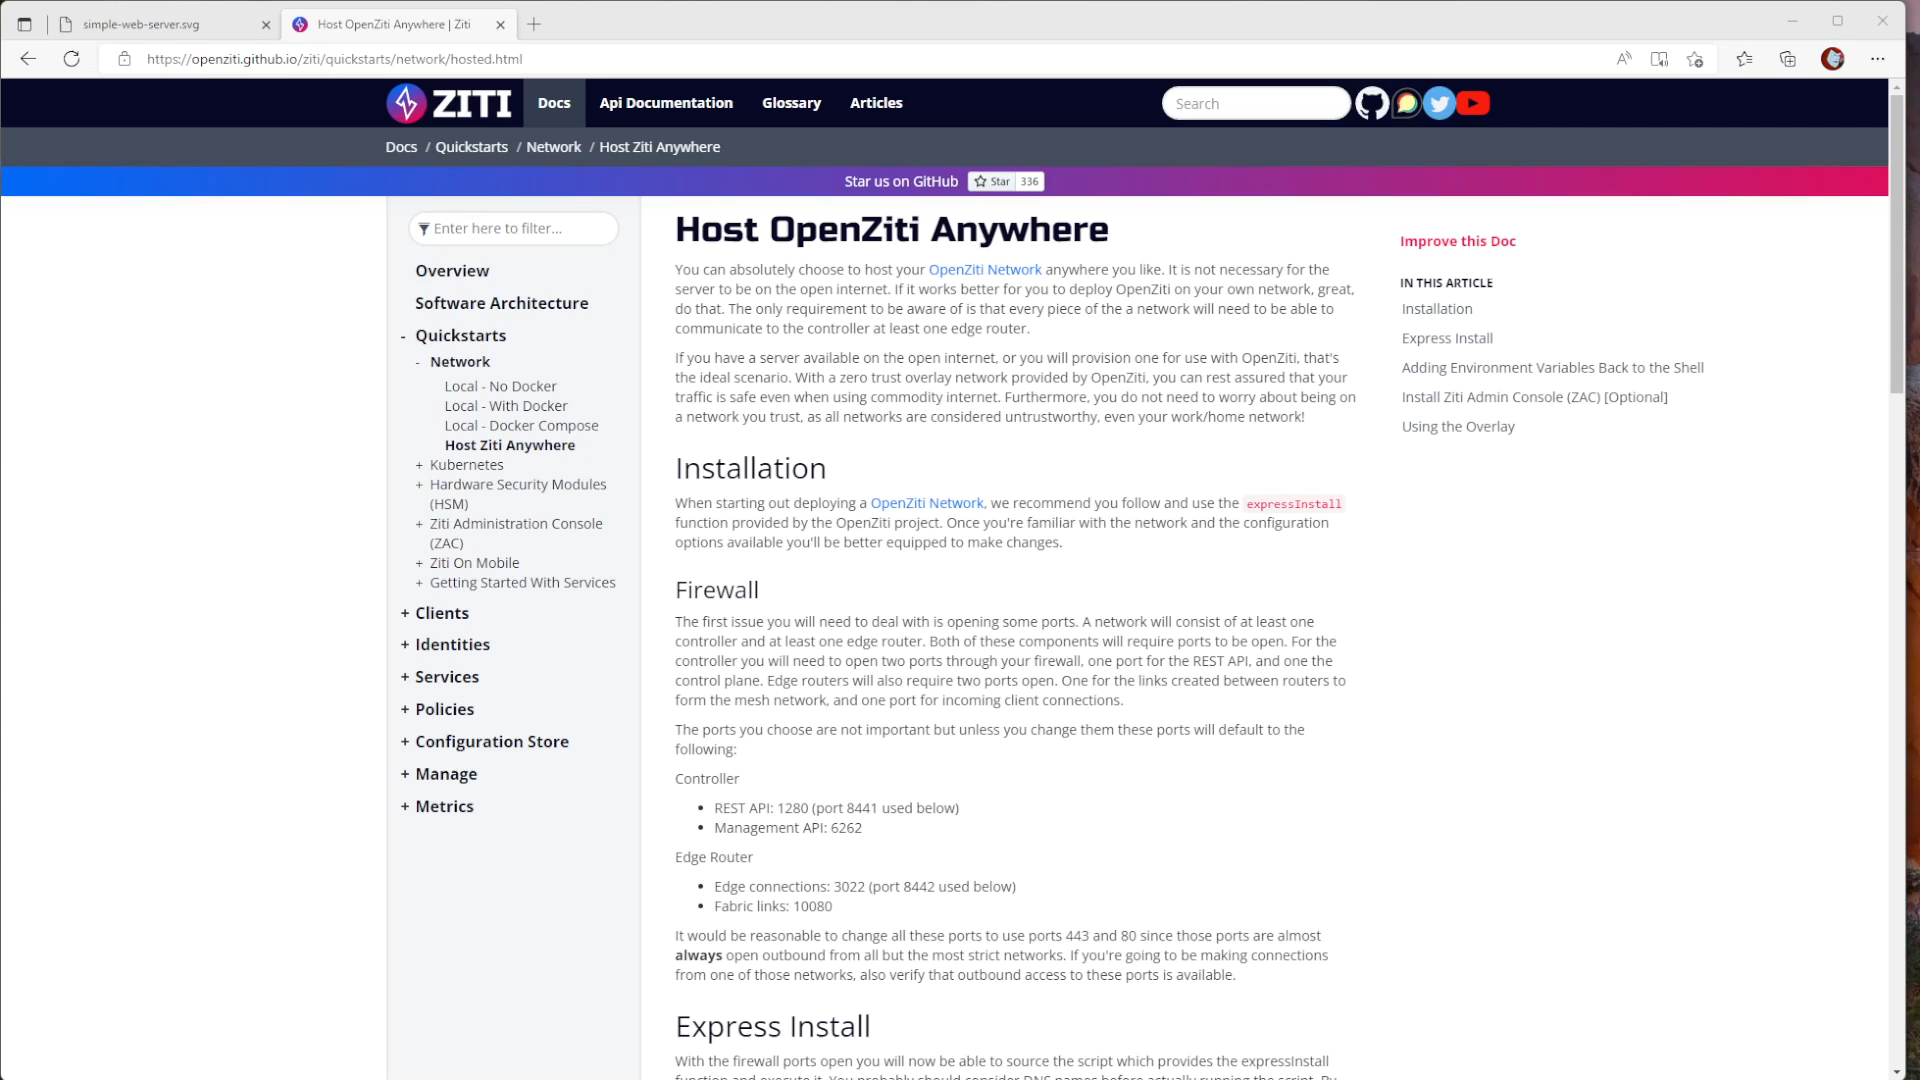 simple-web-server.svg
Host OpenZiti Anywhere | Ziti
https://openziti.github.io/ziti/quickstarts/network/hosted.html
ZITI
Docs
Api Documentation
Glossary
Articles
Search
Docs / Quickstarts / Network / Host Ziti Anywhere
Star us on GitHub
Star 336
Enter here to filter...
Overview
Software Architecture
- Quickstarts
- Network
Local - No Docker
Local - With Docker
Local - Docker Compose
Host Ziti Anywhere
+ Kubernetes
+ Hardware Security Modules
(HSM)
+ Ziti Administration Console
(ZAC)
+ Ziti On Mobile
+ Getting Started With Services
+ Clients
+ Identities
+ Services
+ Policies
+ Configuration Store
+ Manage
+ Metrics
Host OpenZiti Anywhere
You can absolutely choose to host your OpenZiti Network anywhere you like. It is not necessary for the
server to be on the open internet. If it works better for you to deploy OpenZiti on your own network, great,
do that. The only requirement to be aware of is that every piece of the a network will need to be able to
communicate to the controller at least one edge router.
If you have a server available on the open internet, or you will provision one for use with OpenZiti, that's
the ideal scenario. With a zero trust overlay network provided by OpenZiti, you can rest assured that your
traffic is safe even when using commodity internet. Furthermore, you do not need to worry about being on
a network you trust, as all networks are considered untrustworthy, even your work/home network!
Installation
When starting out deploying a OpenZiti Network, we recommend you follow and use the expressInstall
function provided by the OpenZiti project. Once you're familiar with the network and the configuration
options available you'll be better equipped to make changes.
Firewall
The first issue you will need to deal with is opening some ports. A network will consist of at least one
controller and at least one edge router. Both of these components will require ports to be open. For the
controller you will need to open two ports through your firewall, one port for the REST API, and one the
control plane. Edge routers will also require two ports open. One for the links created between routers to
form the mesh network, and one port for incoming client connections.
The ports you choose are not important but unless you change them these ports will default to the
following:
Controller
• REST API: 1280 (port 8441 used below)
• Management API: 6262
Edge Router
• Edge connections: 3022 (port 8442 used below)
• Fabric links: 10080
It would be reasonable to change all these ports to use ports 443 and 80 since those ports are almost
always open outbound from all but the most strict networks. If you're going to be making connections
from one of those networks, also verify that outbound access to these ports is available.
Express Install
With the firewall ports open you will now be able to source the script which provides the expressInstall
function and execute it. You probably should consider DNS names before actually running the script. By
Improve this Doc
IN THIS ARTICLE
Installation
Express Install
Adding Environment Variables Back to the Shell
Install Ziti Admin Console (ZAC) [Optional]
Using the Overlay